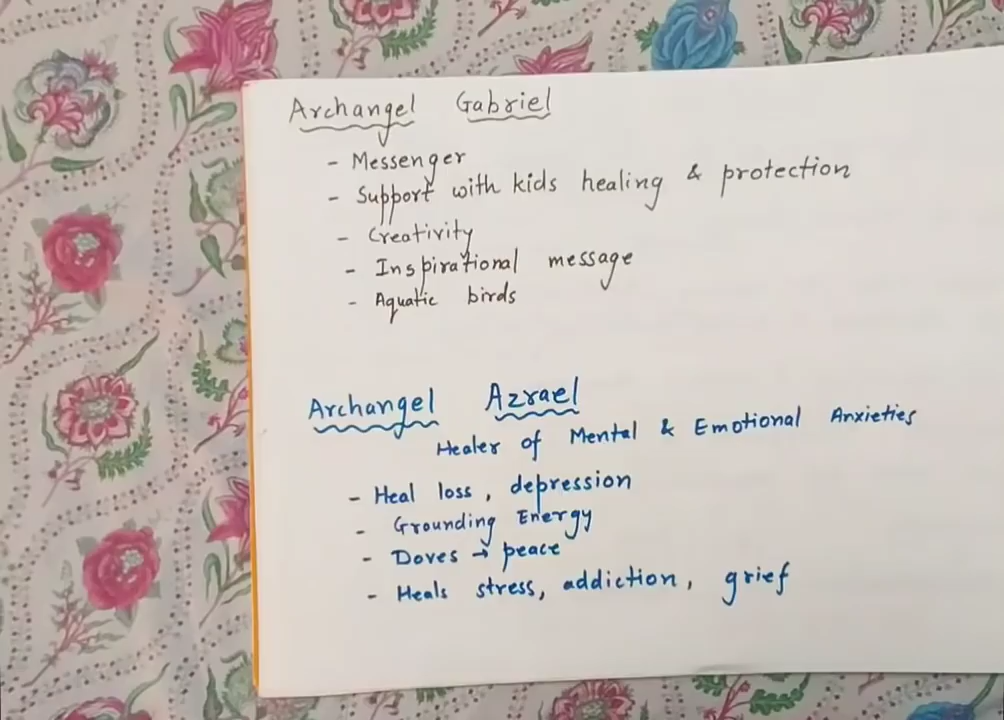 Archangel Gabriel
- Messenger
- Support with kids healing & protection
- Creativity
- Inspirational message
- Aquatic birds
Archangel Azrael
Healer of Mental & Emotional Anxieties
- Heal loss, depression
- Grounding Energy
- Doves → peace
- Heals stress, addiction, grief